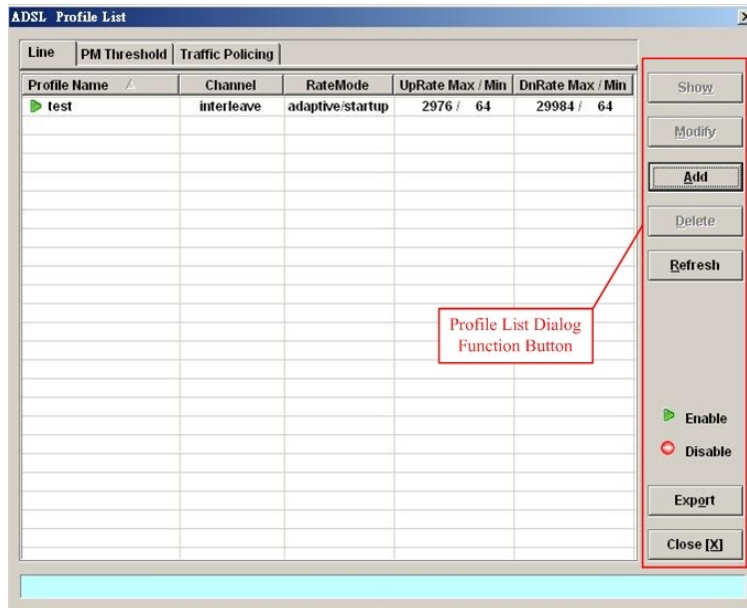 ADSL Profile List
Line PM Threshold Traffic Policing
Profile Name Channel RateMode UpRate Max / Min DnRate Max / Min
test interleave adaptive/startup 2976 / 64 29984 / 64
Show
Modify
Add
Delete
Refresh
Profile List Dialog
Function Button
Enable
Disable
Export
Close [X]